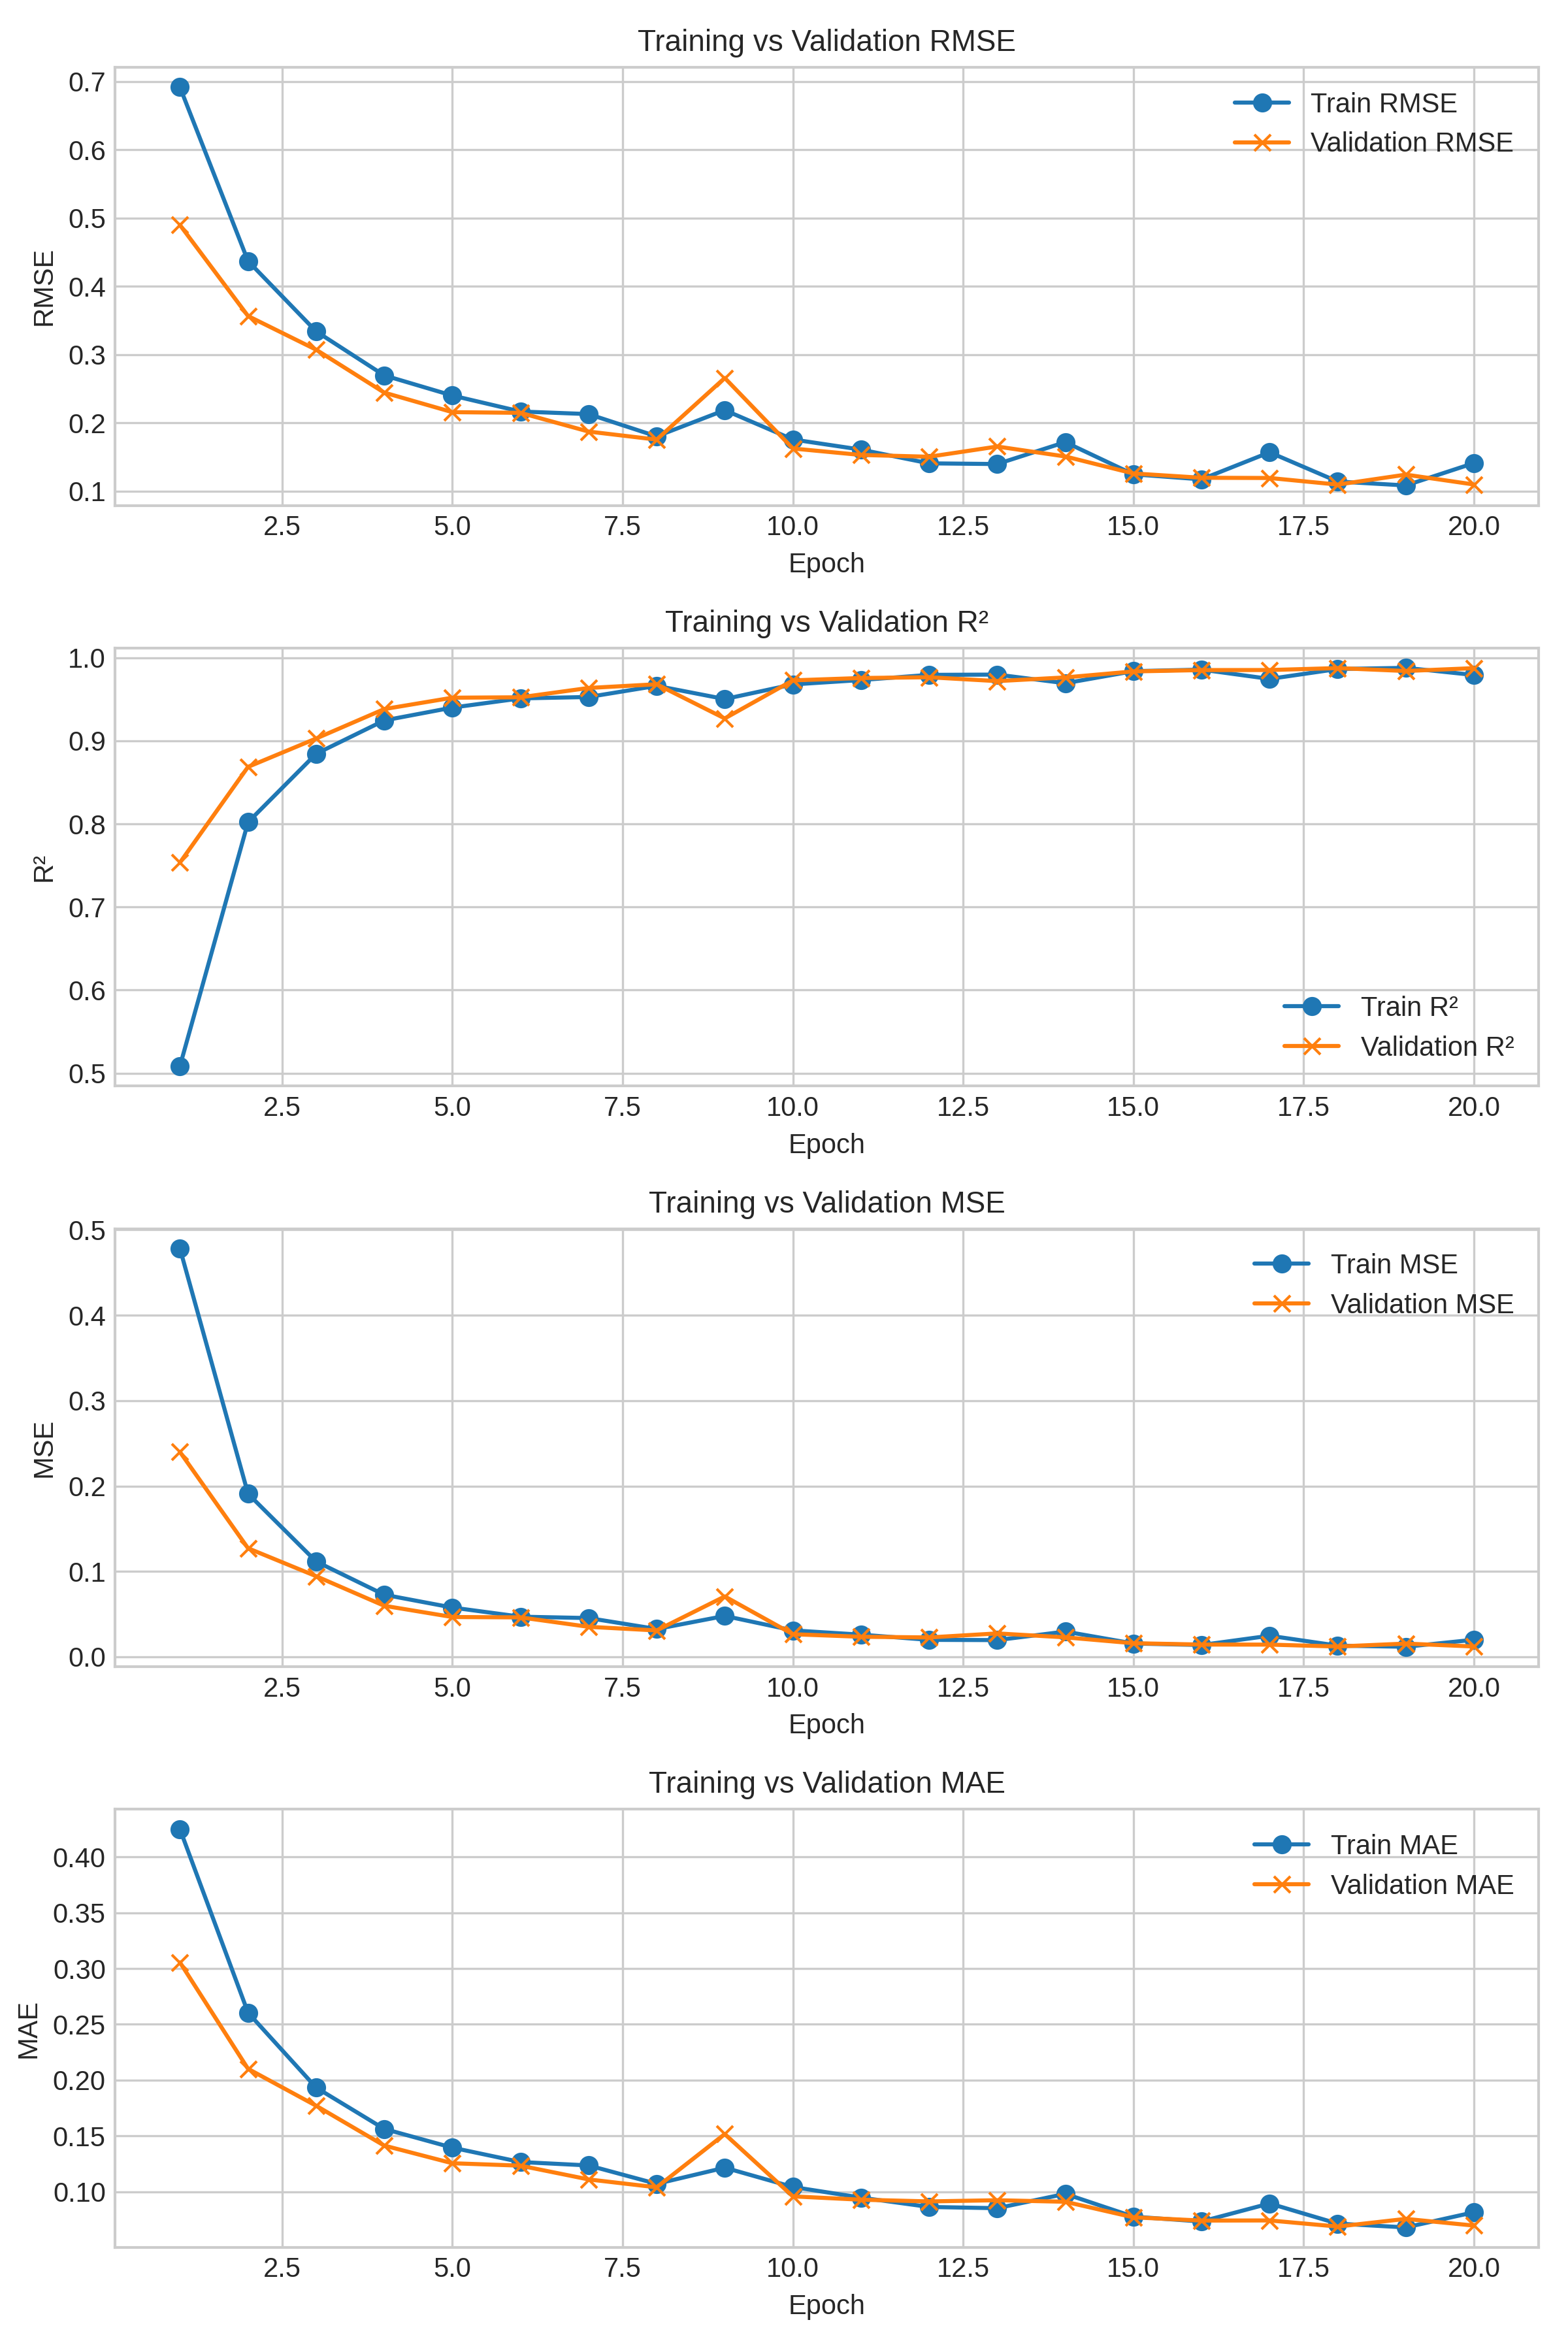 Training vs Validation RMSE
0.7
0.6
0.5
0.4
0.3
0.2
0.1
RMSE
Train RMSE
Validation RMSE
2.5 5.0 7.5 10.0 12.5 15.0 17.5 20.0
Epoch
Training vs Validation R²
1.0
0.9
0.8
0.7
0.6
0.5
R²
Train R²
Validation R²
2.5 5.0 7.5 10.0 12.5 15.0 17.5 20.0
Epoch
Training vs Validation MSE
0.5
0.4
0.3
0.2
0.1
0.0
MSE
Train MSE
Validation MSE
2.5 5.0 7.5 10.0 12.5 15.0 17.5 20.0
Epoch
Training vs Validation MAE
0.40
0.35
0.30
0.25
0.20
0.15
0.10
MAE
Train MAE
Validation MAE
2.5 5.0 7.5 10.0 12.5 15.0 17.5 20.0
Epoch